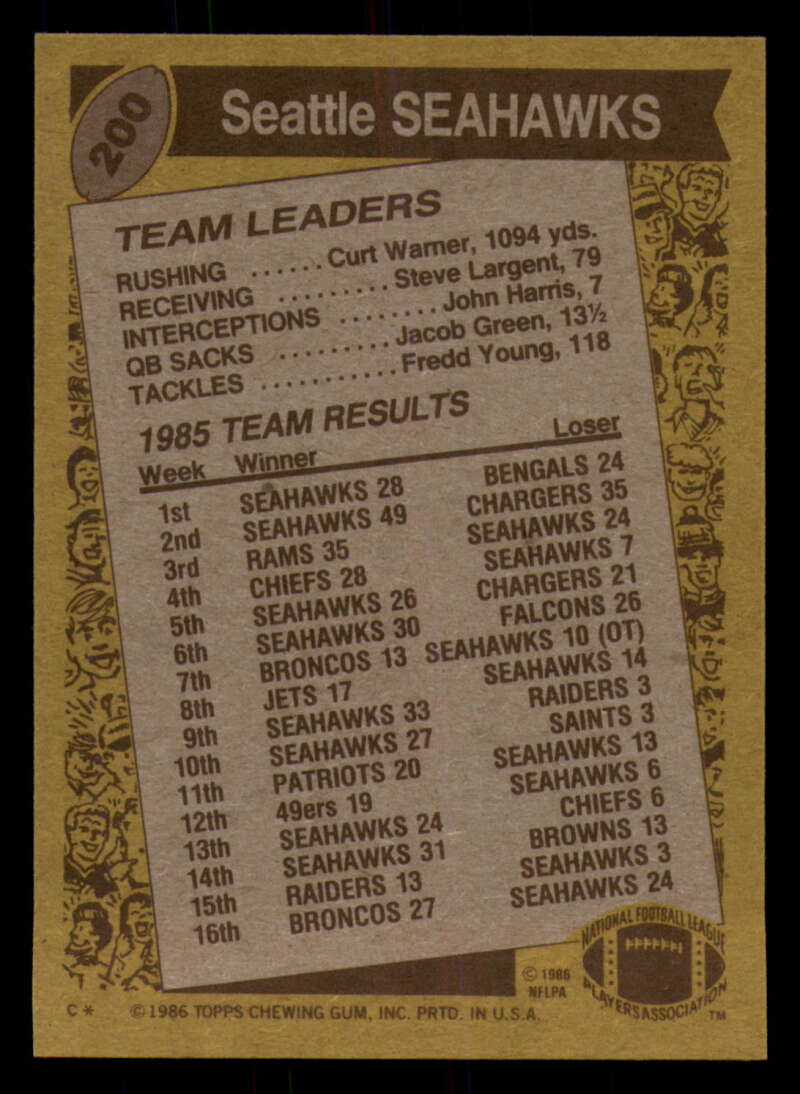 200
Seattle SEAHAWKS
TEAM LEADERS
RUSHING ...... Curt Warner, 1094 yds.
RECEIVING ......... Steve Largent, 79
INTERCEPTIONS ........ John Harris, 7
QB SACKS ......... Jacob Green, 13½
TACKLES ........... Fredd Young, 118
1985 TEAM RESULTS
Week Winner Loser
1st SEAHAWKS 28 BENGALS 24
2nd SEAHAWKS 49 CHARGERS 35
3rd RAMS 35 SEAHAWKS 24
4th CHIEFS 28 SEAHAWKS 7
5th SEAHAWKS 26 CHARGERS 21
6th SEAHAWKS 30 FALCONS 26
7th BRONCOS 13 SEAHAWKS 10 (OT)
8th JETS 17 SEAHAWKS 14
9th SEAHAWKS 33 RAIDERS 3
10th SEAHAWKS 27 SAINTS 3
11th PATRIOTS 20 SEAHAWKS 13
12th 49ers 19 SEAHAWKS 6
13th SEAHAWKS 24 CHIEFS 6
14th SEAHAWKS 31 BROWNS 13
15th RAIDERS 13 SEAHAWKS 3
16th BRONCOS 27 SEAHAWKS 24
NATIONAL FOOTBALL LEAGUE
PLAYERS ASSOCIATION
TM
© 1986
NFLPA
C* ©1986 TOPPS CHEWING GUM, INC. PRTD. IN U.S.A.